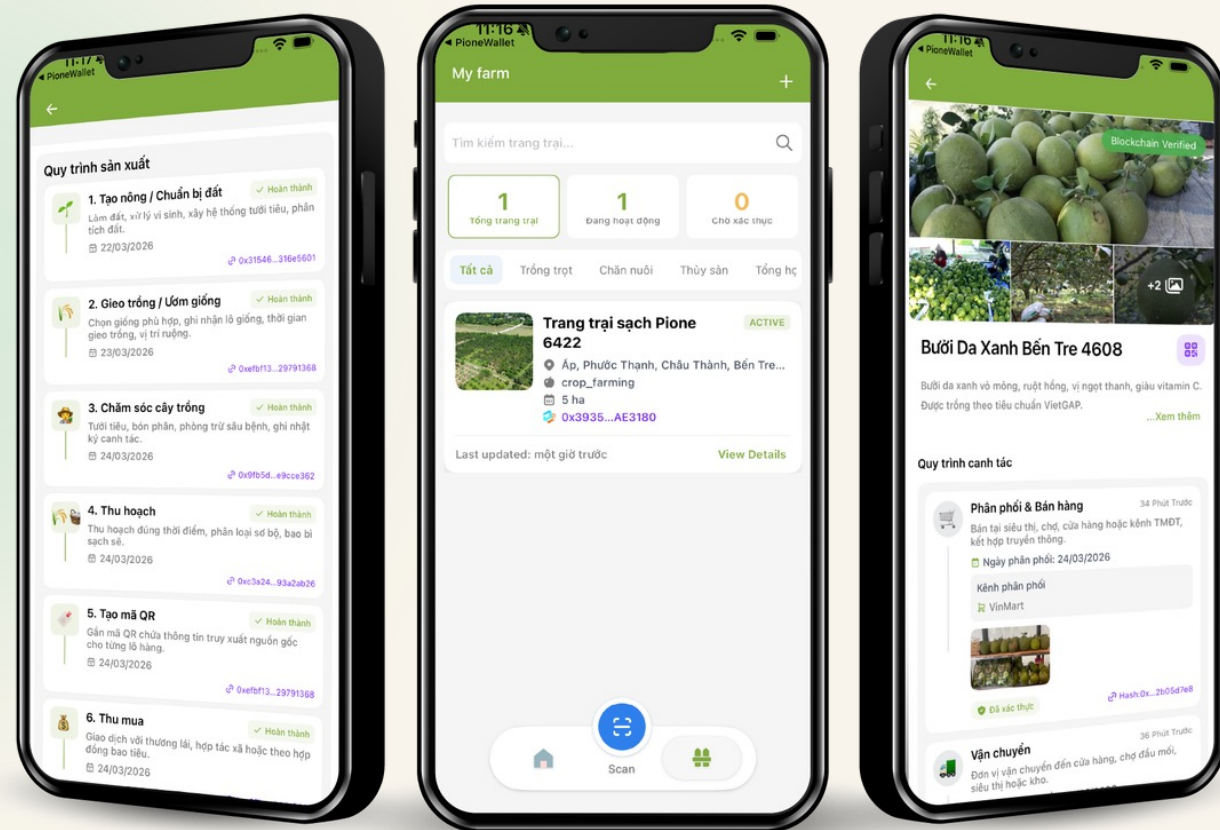 11:17
◀ PioneWallet
←
Quy trình sản xuất
1. Tạo nông / Chuẩn bị đất
✓ Hoàn thành
Làm đất, xử lý vi sinh, xây hệ thống tưới tiêu, phân
tích đất.
22/03/2026
0x31546...316e5601
2. Gieo trồng / Ươm giống
✓ Hoàn thành
Chọn giống phù hợp, ghi nhận lô giống, thời gian
gieo trồng, vị trí ruộng.
23/03/2026
0xefbf13...29791368
3. Chăm sóc cây trồng
✓ Hoàn thành
Tưới tiêu, bón phân, phòng trừ sâu bệnh, ghi nhật
ký canh tác.
24/03/2026
0x9fb5d...e9cce362
4. Thu hoạch
✓ Hoàn thành
Thu hoạch đúng thời điểm, phân loại sơ bộ, bao bì
sạch sẽ.
24/03/2026
0xc3a24...93a2ab26
5. Tạo mã QR
✓ Hoàn thành
Gắn mã QR chứa thông tin truy xuất nguồn gốc
cho từng lô hàng.
24/03/2026
0xefbf13...29791368
6. Thu mua
✓ Hoàn thành
Giao dịch với thương lái, hợp tác xã hoặc theo hợp
đồng bao tiêu.
24/03/2026
11:16
◀ PioneWallet
My farm
+
Tìm kiếm trang trại...
1
Tổng trang trại
1
Đang hoạt động
0
Chờ xác thực
Tất cả Trồng trọt Chăn nuôi Thủy sản Tổng hợ
Trang trại sạch Pione
6422
ACTIVE
Áp, Phước Thạnh, Châu Thành, Bến Tre...
crop_farming
5 ha
0x3935...AE3180
Last updated: một giờ trước
View Details
Scan
11:16
◀ PioneWallet
←
Blockchain Verified
+2
Bưởi Da Xanh Bến Tre 4608
Bưởi da xanh vỏ mỏng, ruột hồng, vị ngọt thanh, giàu vitamin C.
Được trồng theo tiêu chuẩn VietGAP.
...Xem thêm
Quy trình canh tác
Phân phối & Bán hàng
34 Phút Trước
Bán tại siêu thị, chợ, cửa hàng hoặc kênh TMĐT,
kết hợp truyền thông.
Ngày phân phối: 24/03/2026
Kênh phân phối
VinMart
Đã xác thực
Hash:0x...2b05d7e8
Vận chuyển
36 Phút Trước
Đơn vị vận chuyển đến cửa hàng, chợ đầu mối,
siêu thị hoặc kho.